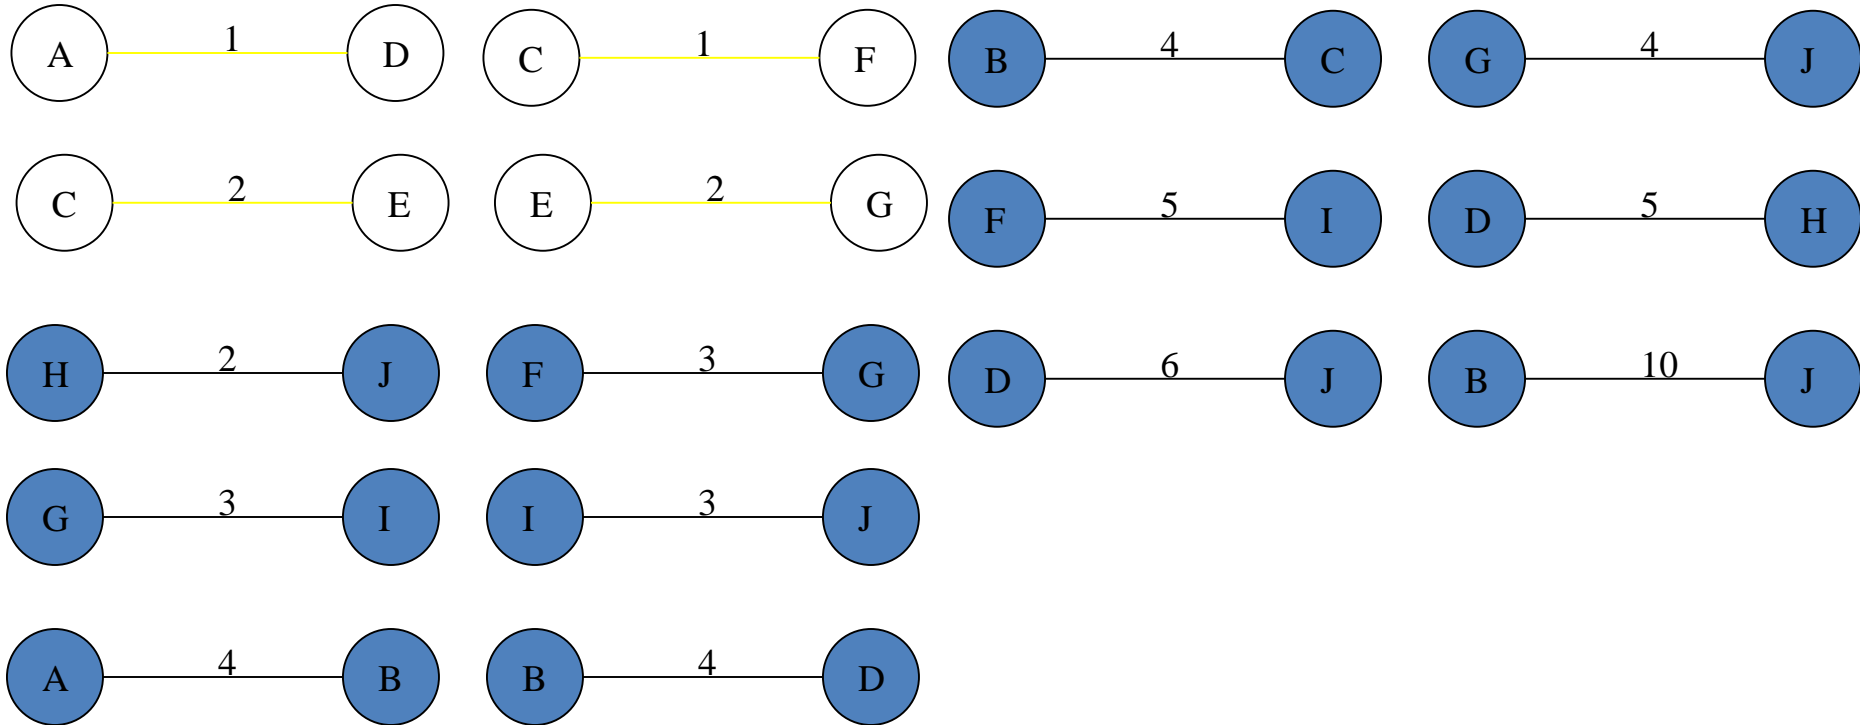 A 1 D C 1 F B 4 C G 4 J
C 2 E E 2 G F 5 I D 5 H
H 2 J F 3 G D 6 J B 10 J
G 3 I I 3 J
A 4 B B 4 D